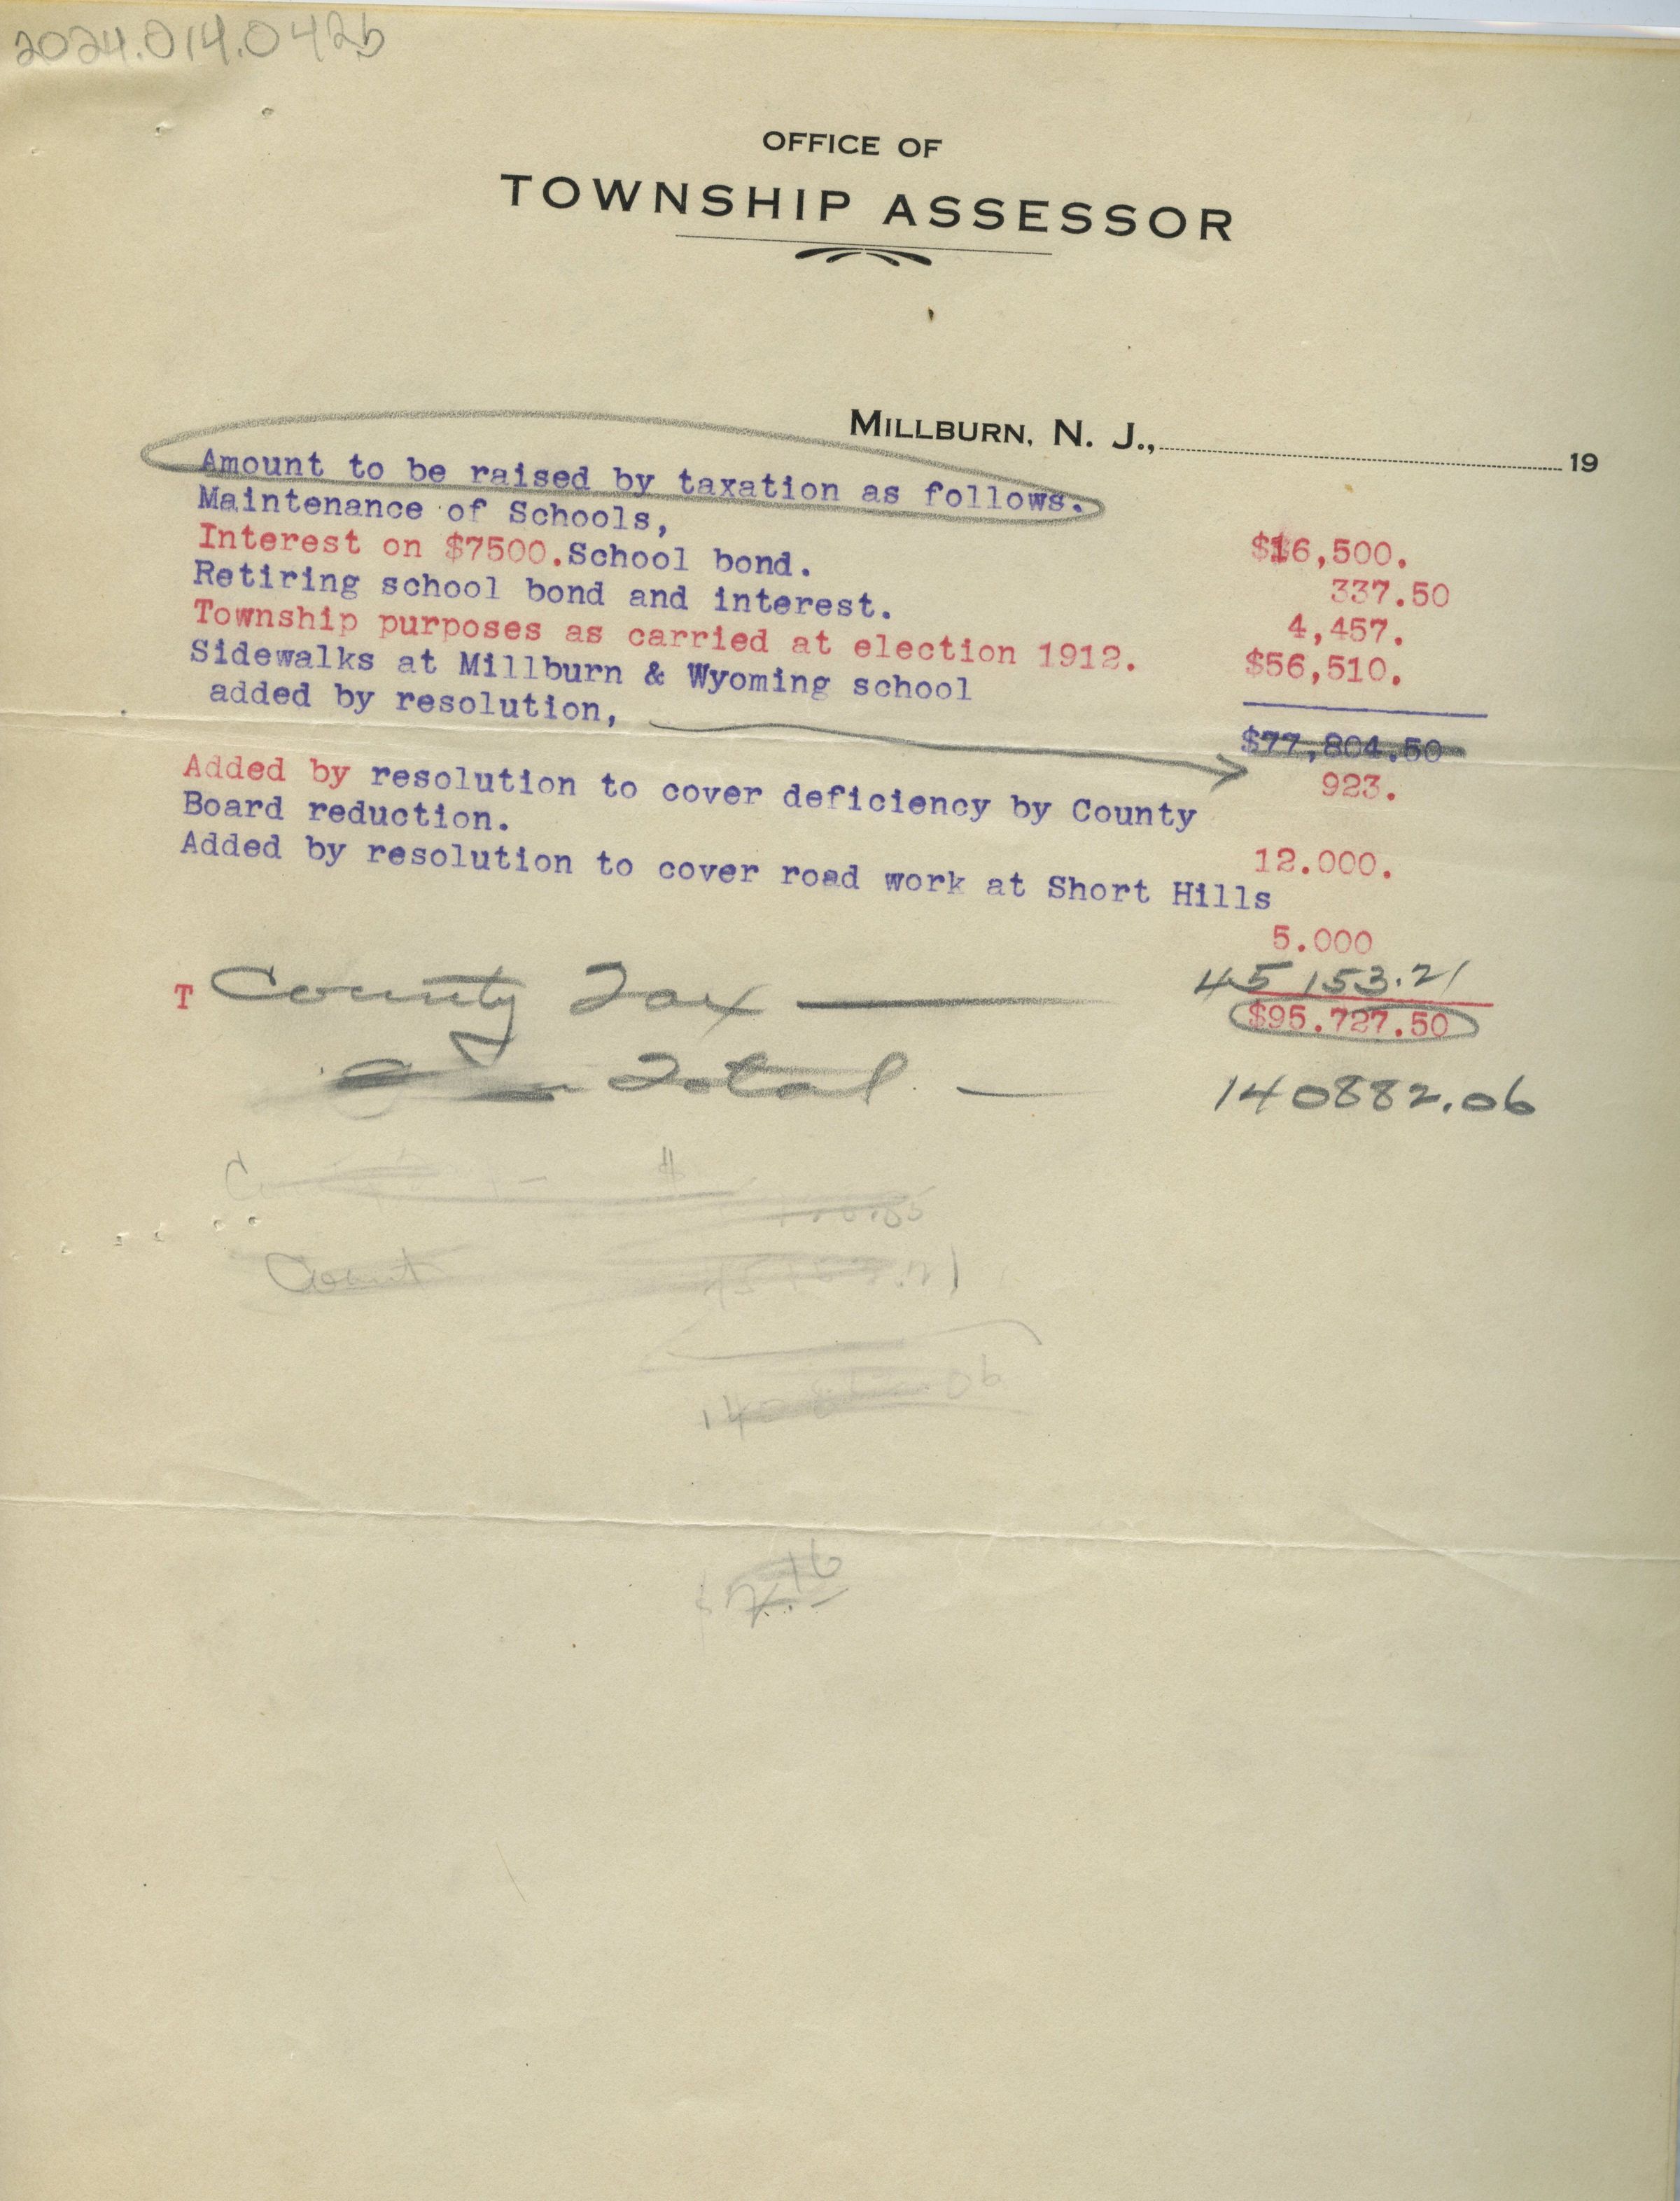 2024.014.042b
OFFICE OF
TOWNSHIP ASSESSOR
MILLBURN, N. J., 19
Amount to be raised by taxation as follows.
Maintenance of Schools, $16,500.
Interest on $7500.School bond. 337.50
Retiring school bond and interest. 4,457.
Township purposes as carried at election 1912. $56,510.
Sidewalks at Millburn & Wyoming school
$77,804.50
added by resolution, 923.
Added by resolution to cover deficiency by County
Board reduction. 12.000.
Added by resolution to cover road work at Short Hills
5.000
T County Tax 45 153.21
$95.727.50
Total 140882.06